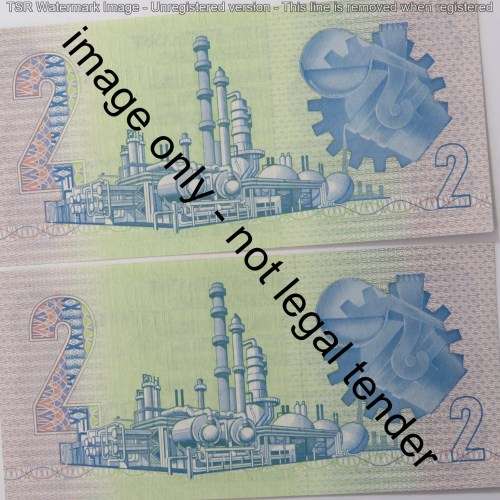 TSR Watermark Image - Unregistered version - This line is removed when registered
2
2
image only - not legal tender
2
2